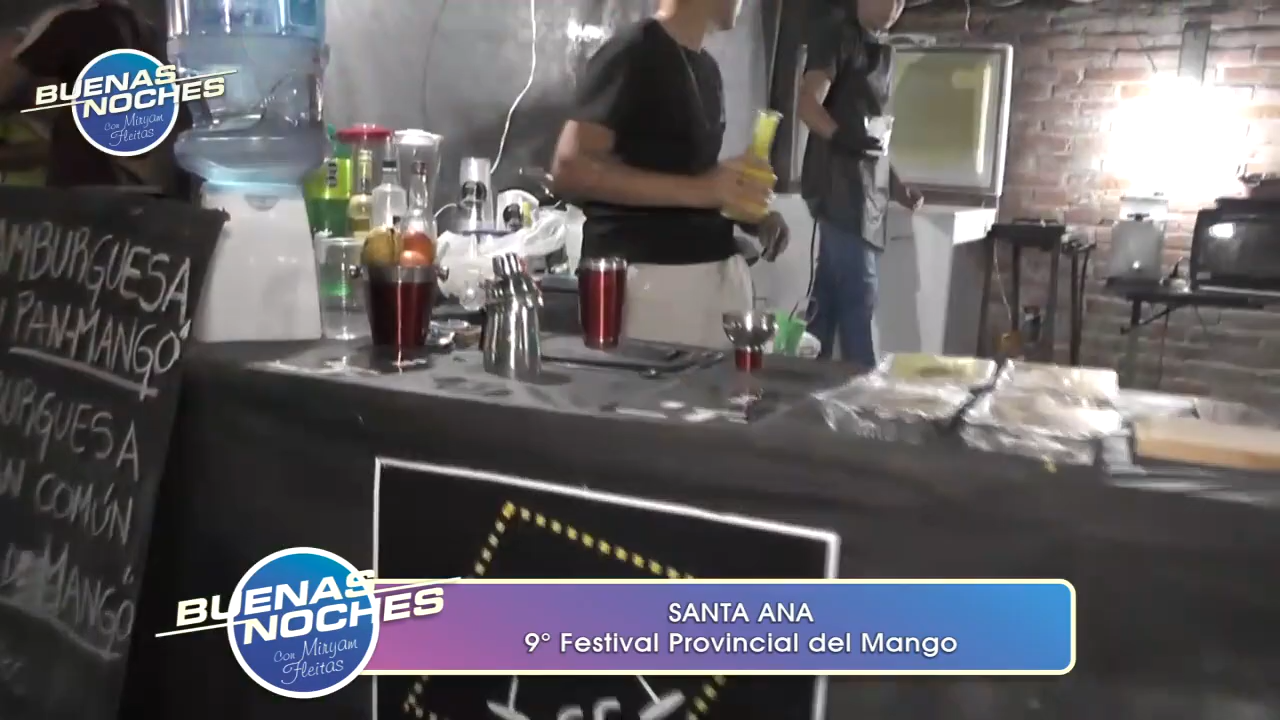 BUENAS
NOCHES
Con Miryam
Fleitas
AMBURGUESA
PAN-MANGO
BURGUESA
COMÚN
MANGO
BUENAS
NOCHES
Con Miryam
Fleitas
SANTA ANA
9° Festival Provincial del Mango